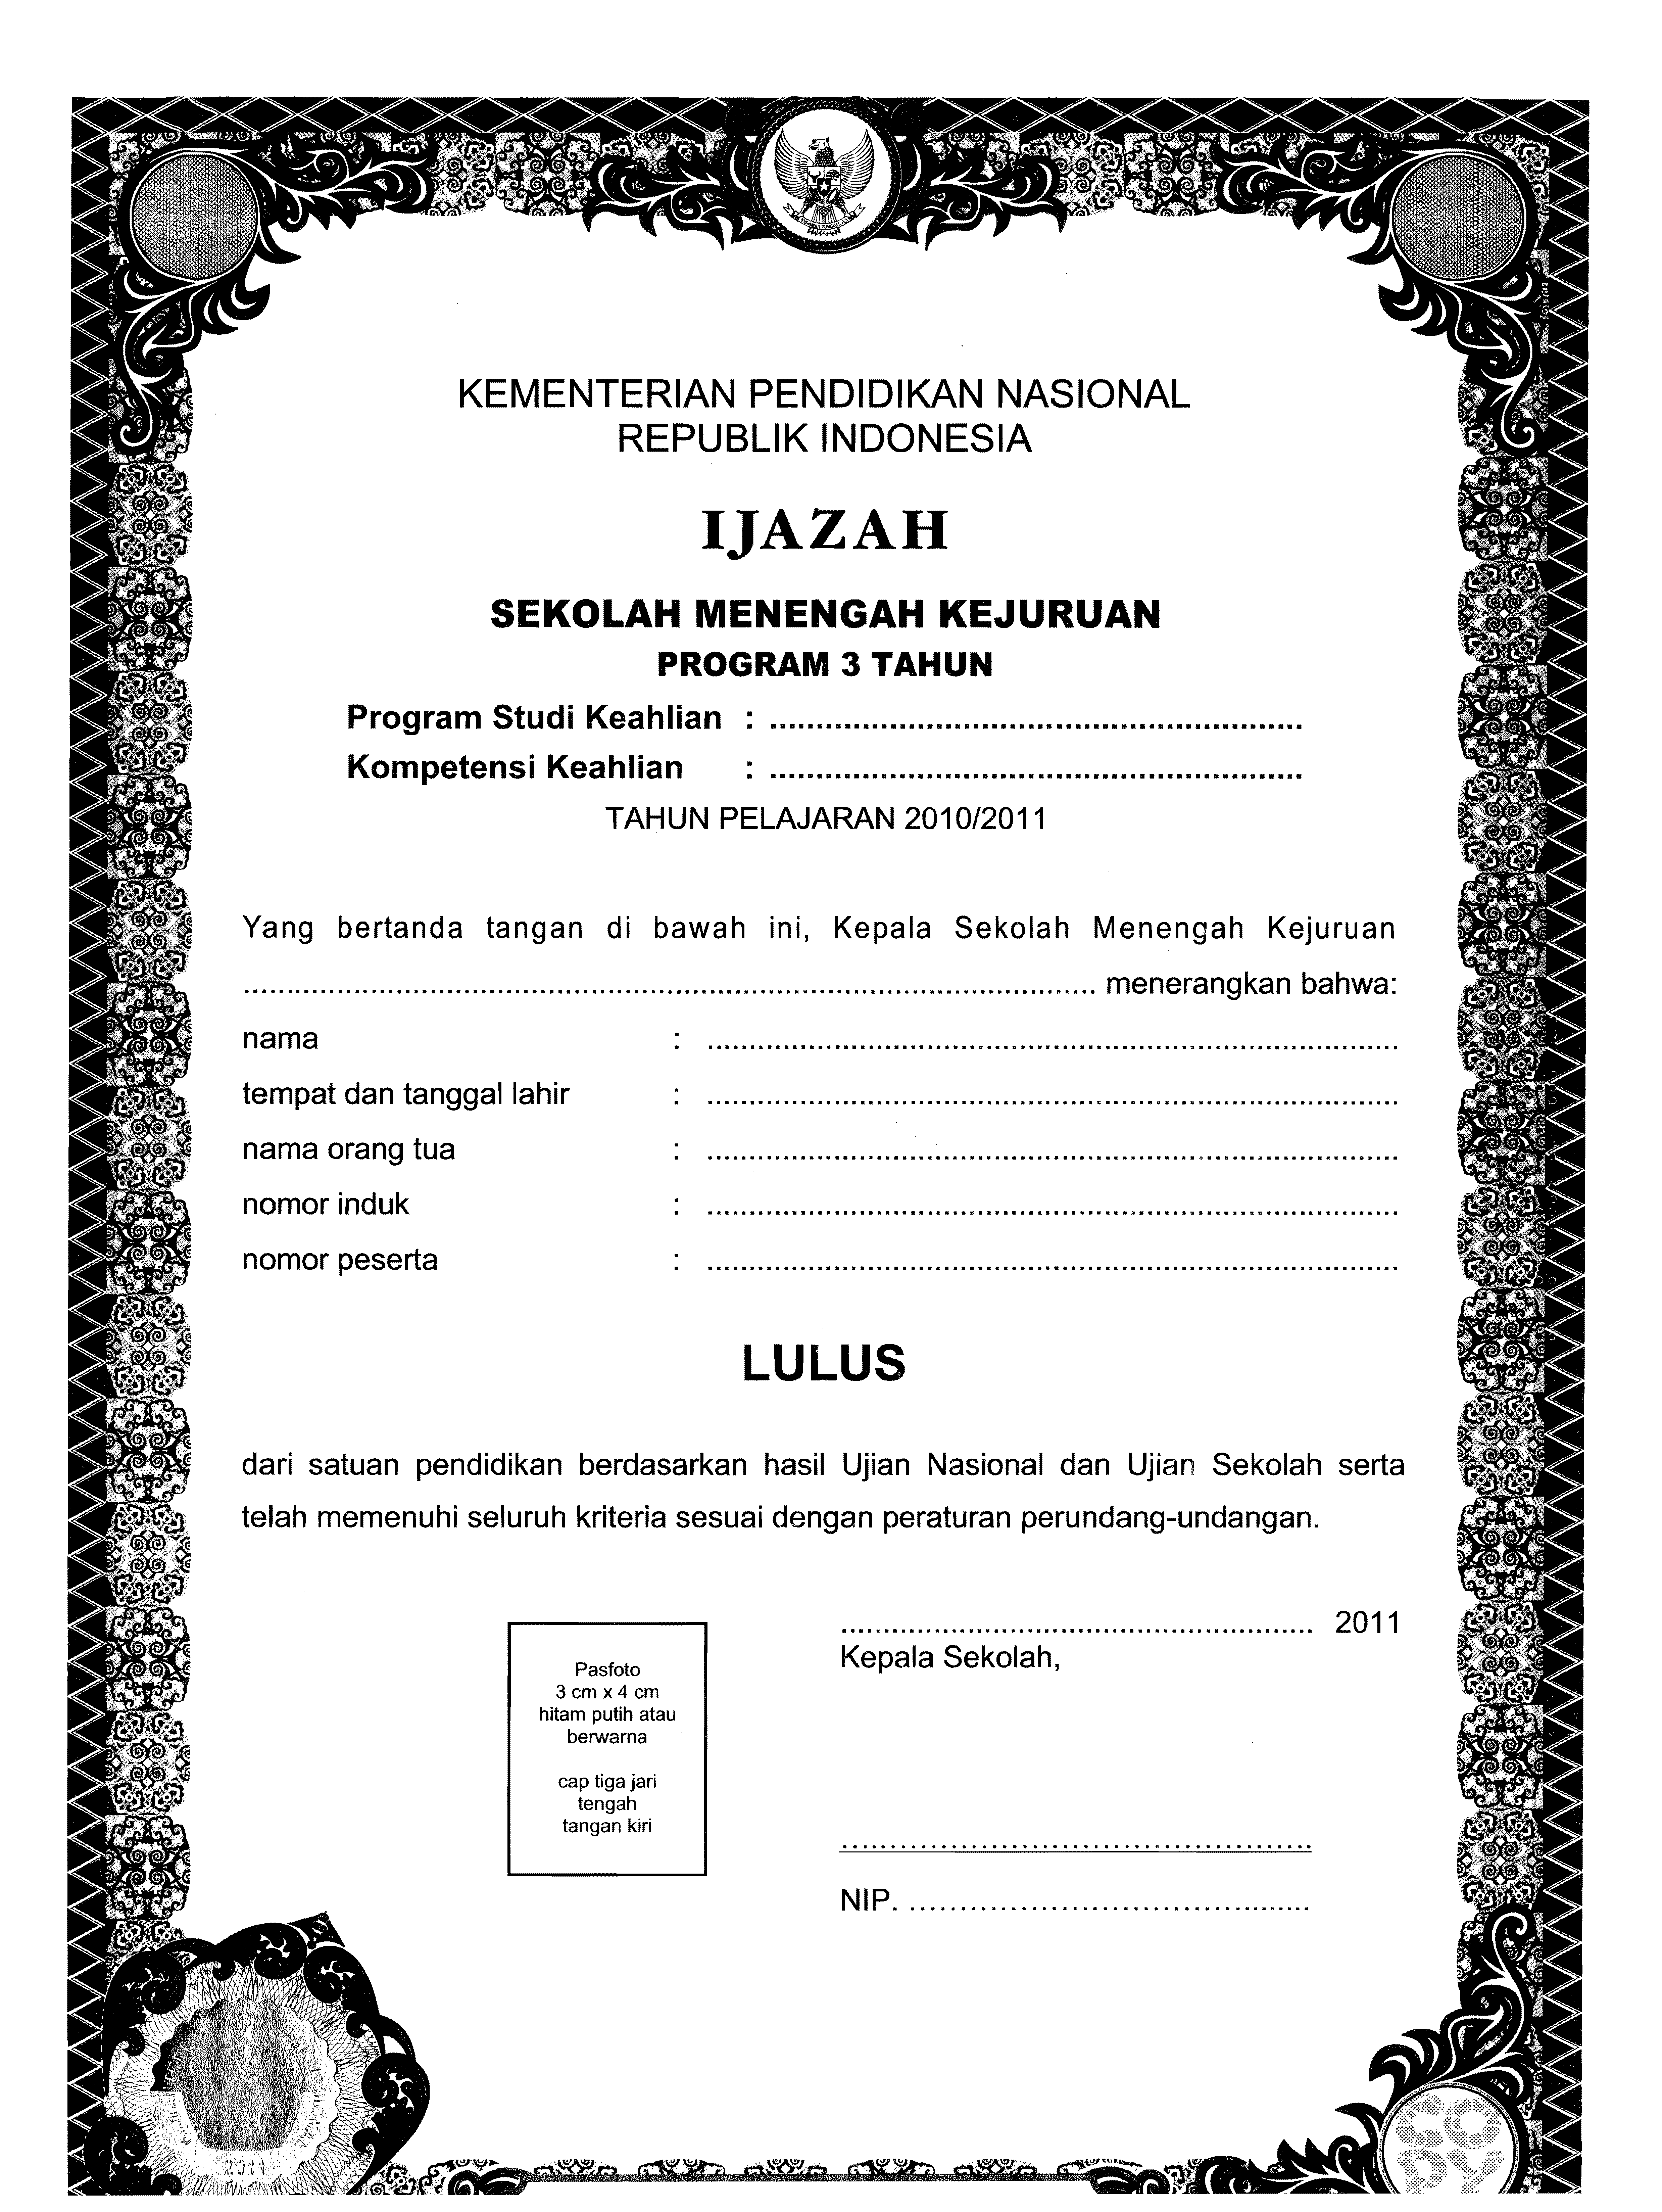 KEMENTERIAN PENDIDIKAN NASIONAL
REPUBLIK INDONESIA
IJAZAH
SEKOLAH MENENGAH KEJURUAN
PROGRAM 3 TAHUN
Program Studi Keahlian : ..........................................................
Kompetensi Keahlian : ..........................................................
TAHUN PELAJARAN 2010/2011
Yang bertanda tangan di bawah ini, Kepala Sekolah Menengah Kejuruan
.................................................................................................... menerangkan bahwa:
nama : ..................................................................................
tempat dan tanggal lahir : ..................................................................................
nama orang tua : ..................................................................................
nomor induk : ..................................................................................
nomor peserta : ..................................................................................
LULUS
dari satuan pendidikan berdasarkan hasil Ujian Nasional dan Ujian Sekolah serta
telah memenuhi seluruh kriteria sesuai dengan peraturan perundang-undangan.
........................................................ 2011
Kepala Sekolah,
Pasfoto
3 cm x 4 cm
hitam putih atau
berwarna
cap tiga jari
tengah
tangan kiri
........................................................
NIP. ................................................
2011